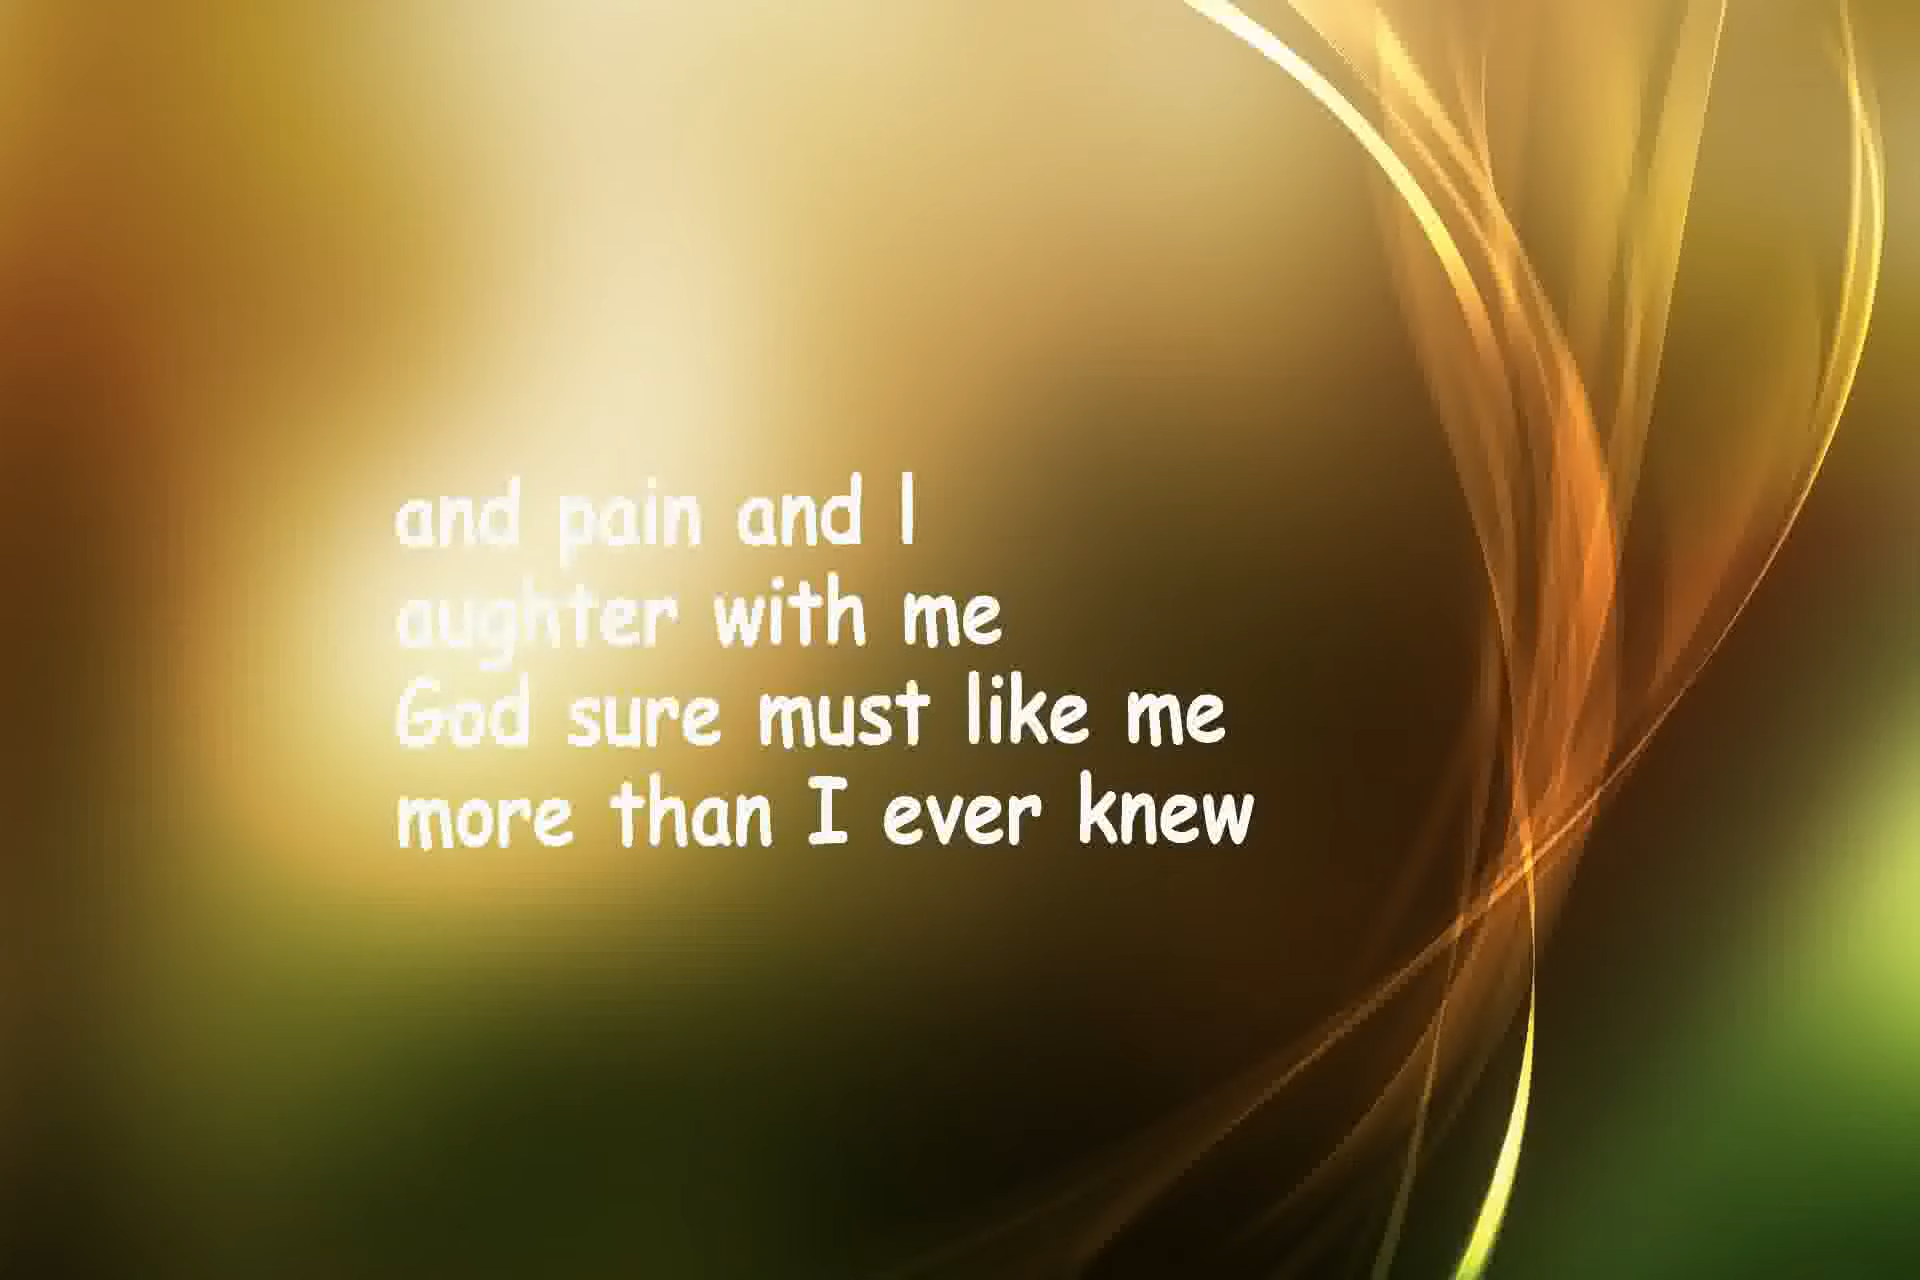 and pain and l
aughter with me
God sure must like me
more than I ever knew